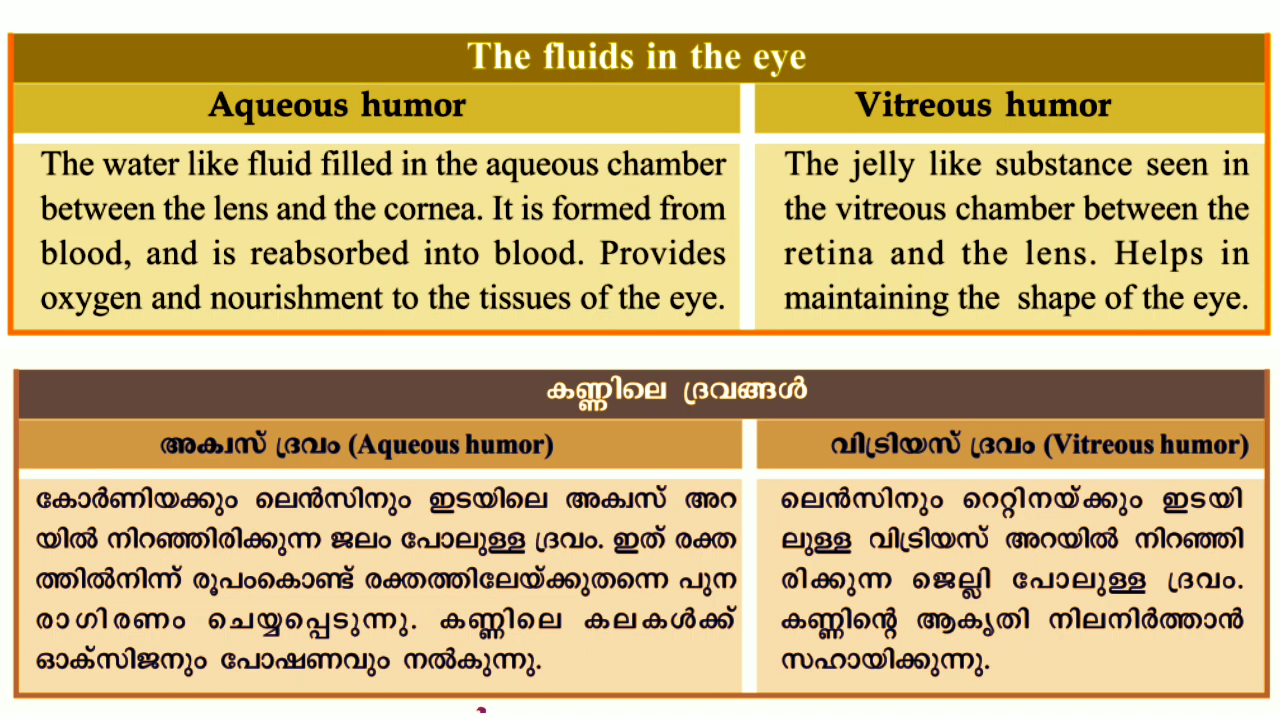 The fluids in the eye
Aqueous humor
The water like fluid filled in the aqueous chamber
between the lens and the cornea. It is formed from
blood, and is reabsorbed into blood. Provides
oxygen and nourishment to the tissues of the eye.
Vitreous humor
The jelly like substance seen in
the vitreous chamber between the
retina and the lens. Helps in
maintaining the shape of the eye.
കണ്ണിലെ ദ്രവങ്ങൾ
അക്വസ് ദ്രവം (Aqueous humor)
കോർണിയക്കും ലെൻസിനും ഇടയിലെ അക്വസ് അറ
യിൽ നിറഞ്ഞിരിക്കുന്ന ജലം പോലുള്ള ദ്രവം. ഇത് രക്ത
ത്തിൽനിന്ന് രൂപംകൊണ്ട് രക്തത്തിലേയ്ക്കുതന്നെ പുന
രാഗിരണം ചെയ്യപ്പെടുന്നു. കണ്ണിലെ കലകൾക്ക്
ഓക്സിജനും പോഷണവും നൽകുന്നു.
വിട്രിയസ് ദ്രവം (Vitreous humor)
ലെൻസിനും റെറ്റിനയ്ക്കും ഇടയി
ലുള്ള വിട്രിയസ് അറയിൽ നിറഞ്ഞി
രിക്കുന്ന ജെല്ലി പോലുള്ള ദ്രവം.
കണ്ണിന്റെ ആകൃതി നിലനിർത്താൻ
സഹായിക്കുന്നു.